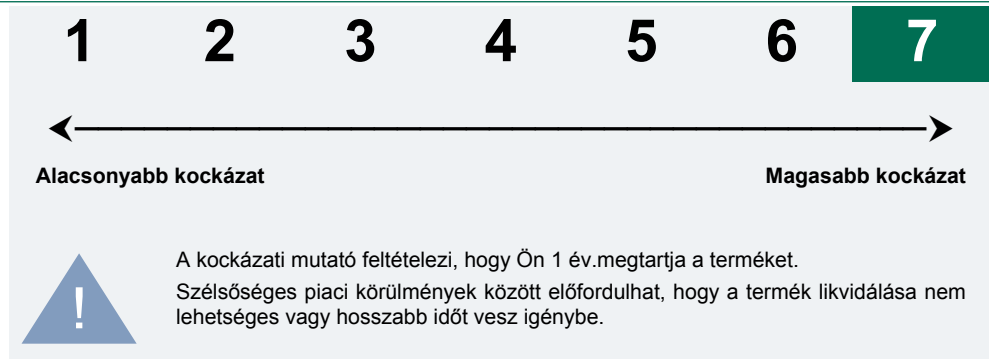 1 2 3 4 5 6 7
Alacsonyabb kockázat Magasabb kockázat
A kockázati mutató feltételezi, hogy Ön 1 év.megtartja a terméket.
Szélsőséges piaci körülmények között előfordulhat, hogy a termék likvidálása nem
lehetséges vagy hosszabb időt vesz igénybe.
!